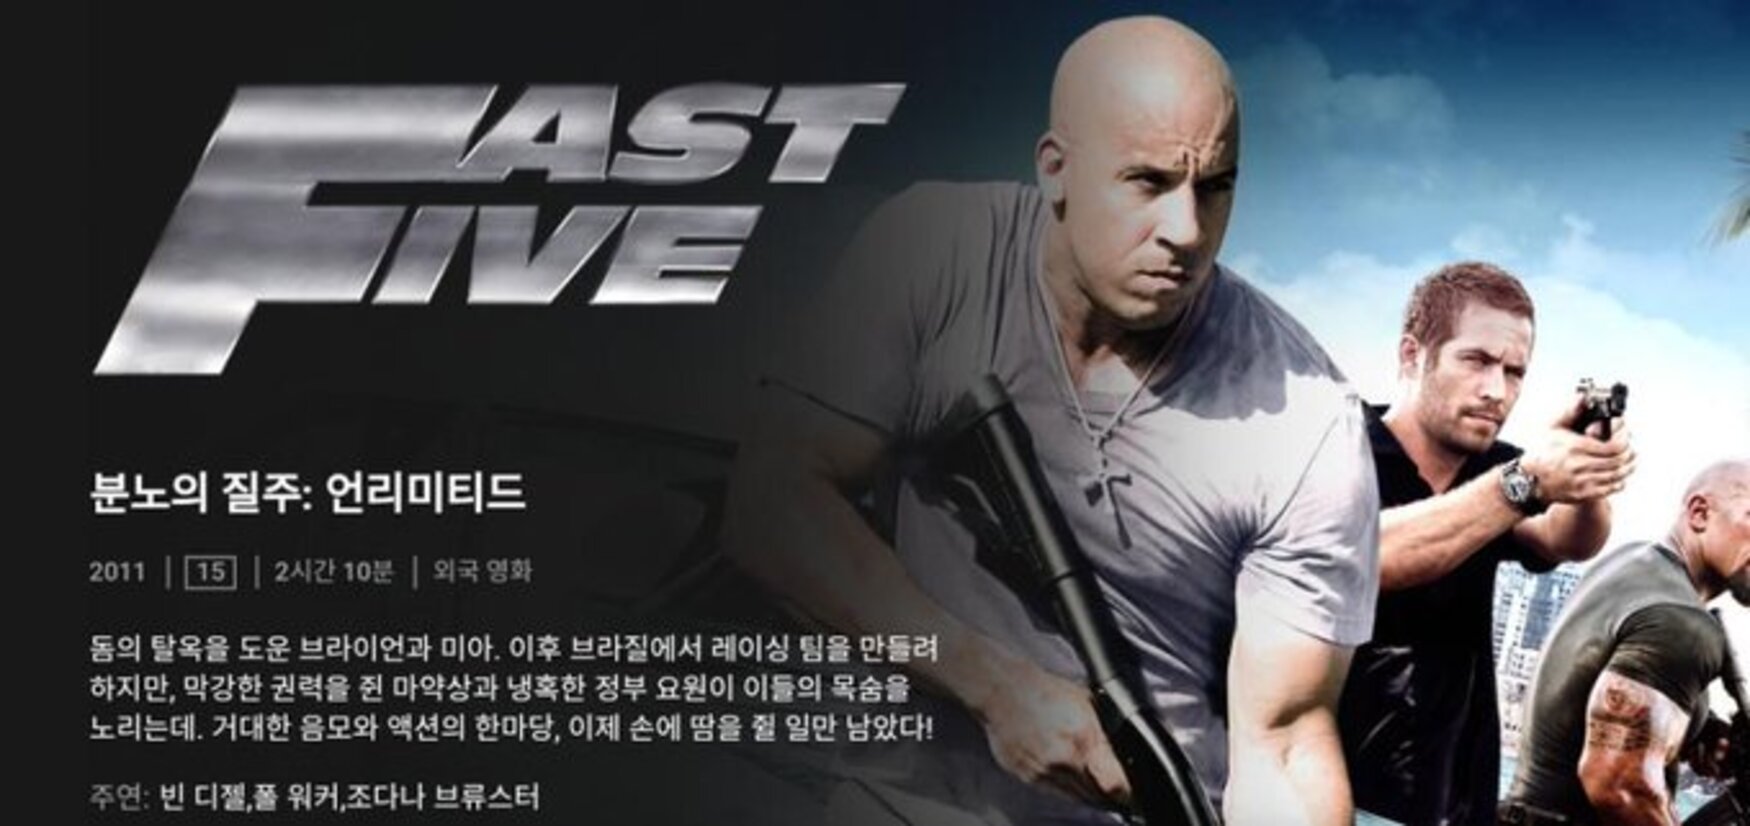 FAST
FIVE
분노의 질주: 언리미티드
2011 | 15 | 2시간 10분 | 외국 영화
돔의 탈옥을 도운 브라이언과 미아. 이후 브라질에서 레이싱 팀을 만들려
하지만, 막강한 권력을 쥔 마약상과 냉혹한 정부 요원이 이들의 목숨을
노리는데. 거대한 음모와 액션의 한마당, 이제 손에 땀을 쥘 일만 남았다!
주연: 빈 디젤,폴 워커,조다나 브류스터